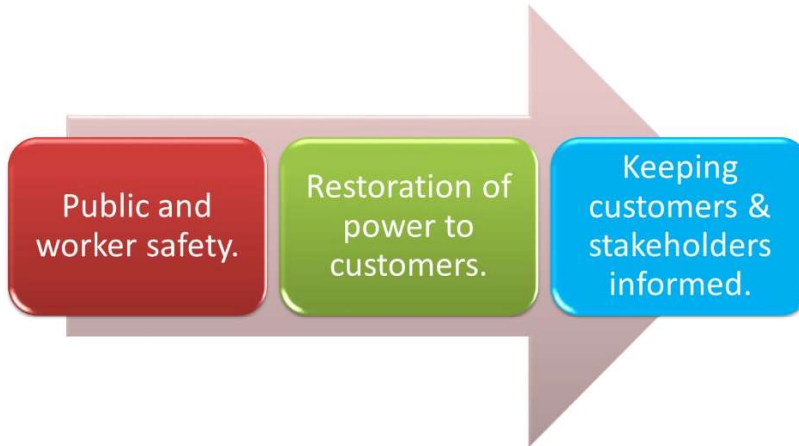 Public and
worker safety.
Restoration of
power to
customers.
Keeping
customers &
stakeholders
informed.